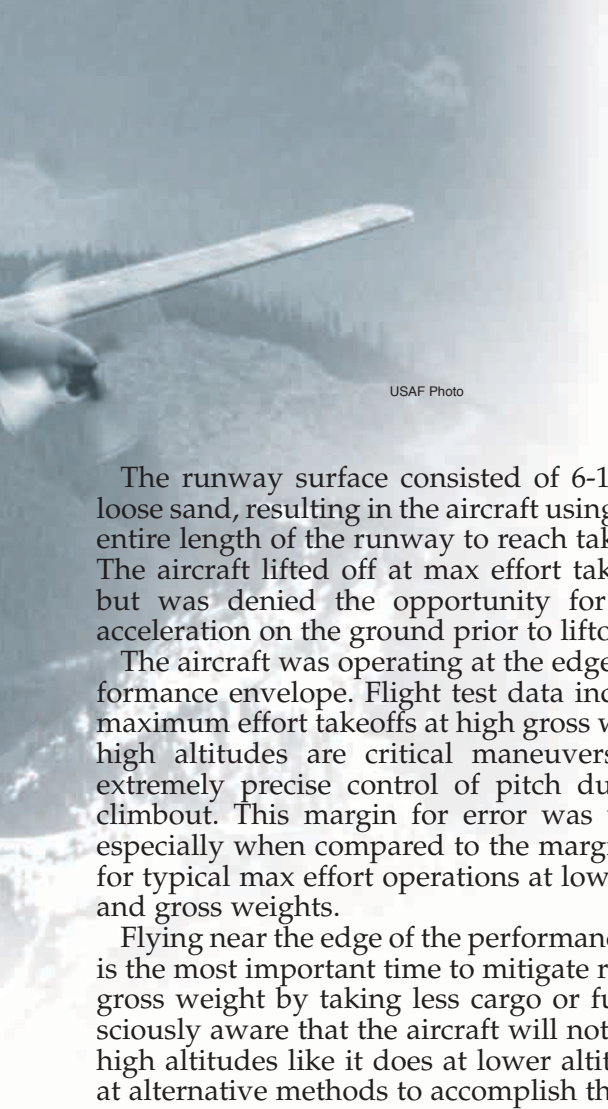 USAF Photo
The runway surface consisted of 6-1
loose sand, resulting in the aircraft using
entire length of the runway to reach tak
The aircraft lifted off at max effort tak
but was denied the opportunity for
acceleration on the ground prior to lifto
The aircraft was operating at the edge
formance envelope. Flight test data inc
maximum effort takeoffs at high gross w
high altitudes are critical maneuvers
extremely precise control of pitch du
climbout. This margin for error was
especially when compared to the margi
for typical max effort operations at low
and gross weights.
Flying near the edge of the performanc
is the most important time to mitigate r
gross weight by taking less cargo or fu
sciously aware that the aircraft will not
high altitudes like it does at lower altit
at alternative methods to accomplish th